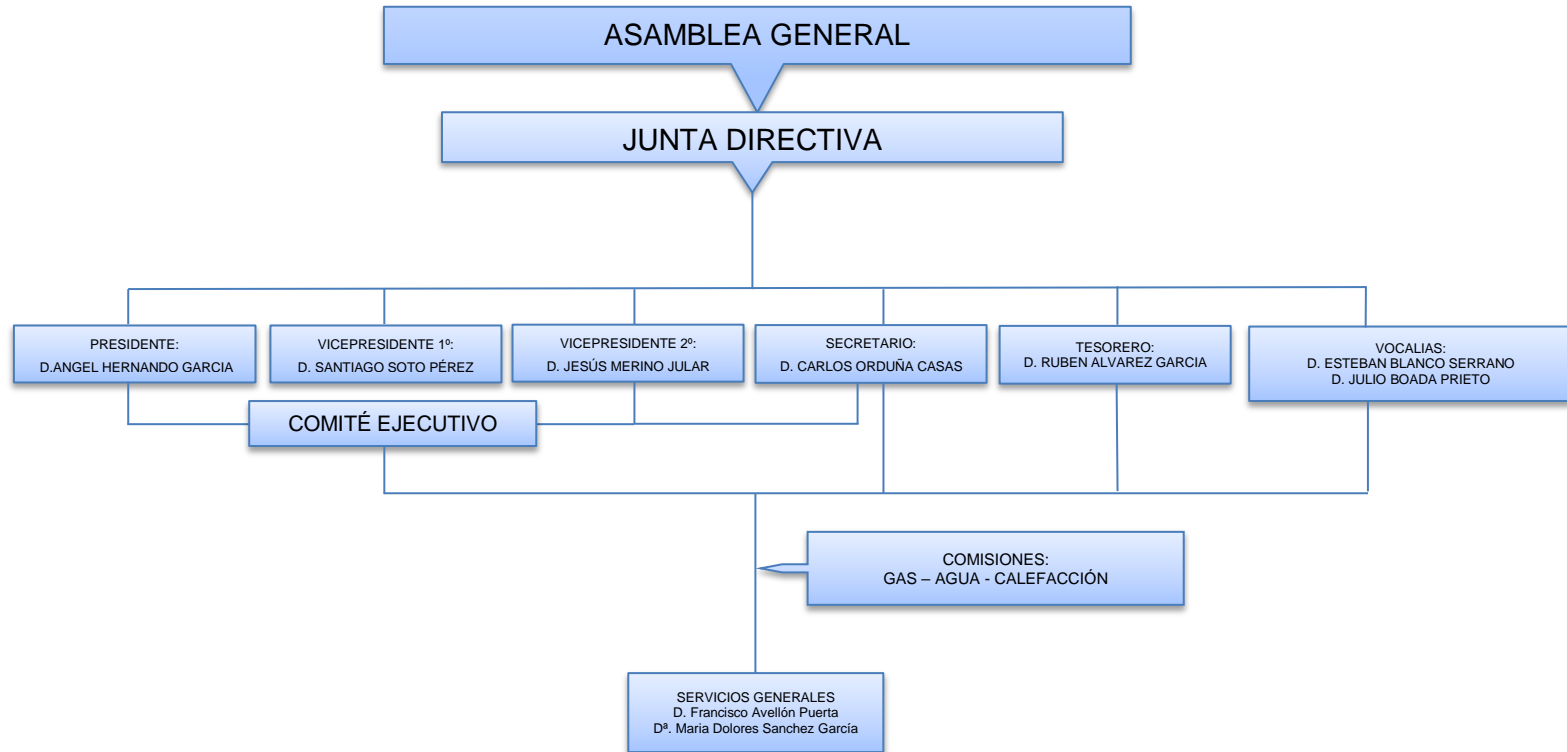 ASAMBLEA GENERAL
JUNTA DIRECTIVA
PRESIDENTE:
D.ANGEL HERNANDO GARCIA
VICEPRESIDENTE 1º:
D. SANTIAGO SOTO PÉREZ
VICEPRESIDENTE 2º:
D. JESÚS MERINO JULAR
SECRETARIO:
D. CARLOS ORDUÑA CASAS
TESORERO:
D. RUBEN ALVAREZ GARCIA
VOCALIAS:
D. ESTEBAN BLANCO SERRANO
D. JULIO BOADA PRIETO
COMITÉ EJECUTIVO
COMISIONES:
GAS – AGUA - CALEFACCIÓN
SERVICIOS GENERALES
D. Francisco Avellón Puerta
Dª. Maria Dolores Sanchez García